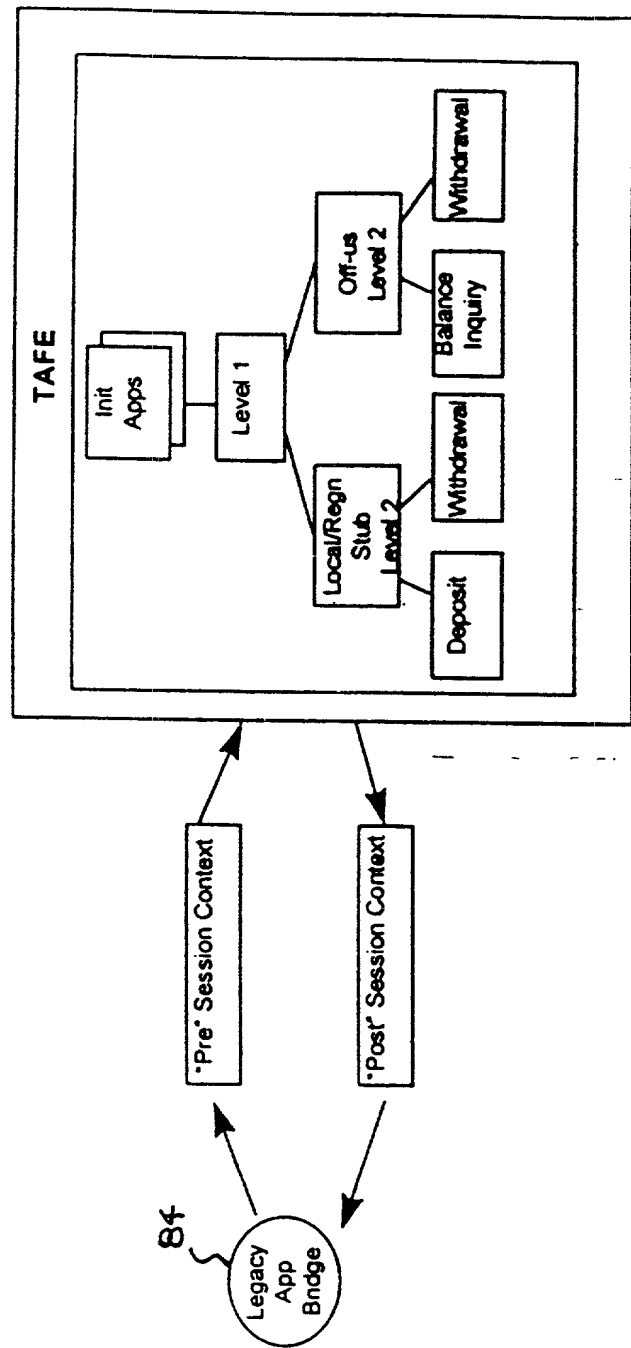 TAFE
Init
Apps
Level 1
Local/Regn
Stub
Level 2
Off-us
Level 2
Deposit
Withdrawal
Balance
Inquiry
Withdrawal
"Pre" Session Context
"Post" Session Context
84
Legacy
App
Bridge